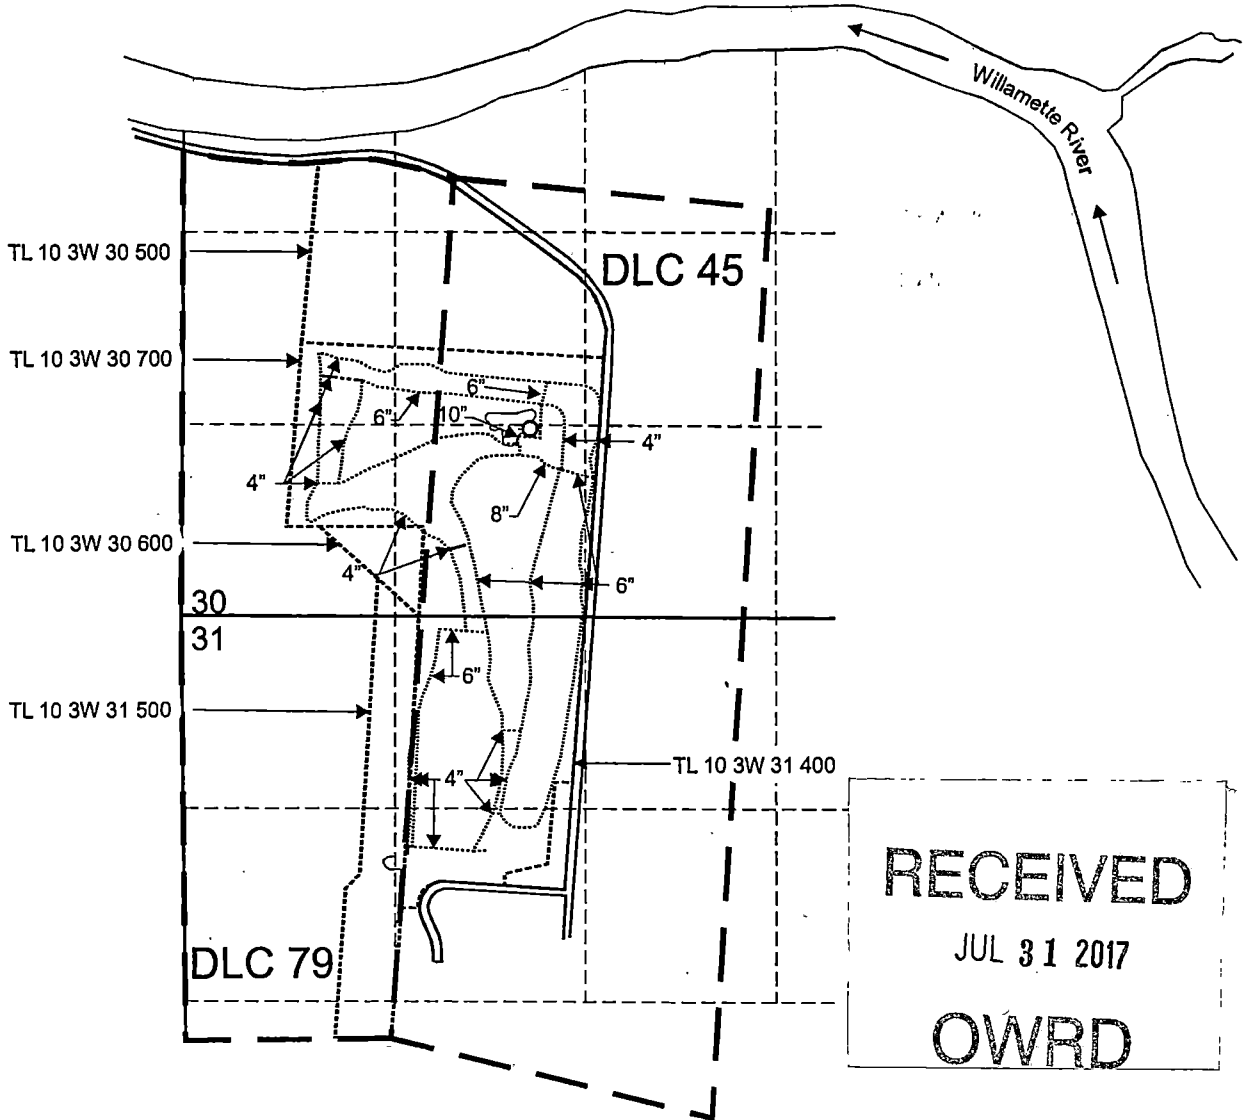 Willamette River
TL 10 3W 30 500
DLC 45
TL 10 3W 30 700
6"
6"
10"
4"
4"
8"
TL 10 3W 30 600
4"
6"
30
31
6"
TL 10 3W 31 500
4"
TL 10 3W 31 400
DLC 79
RECEIVED
JUL 31 2017
OWRD